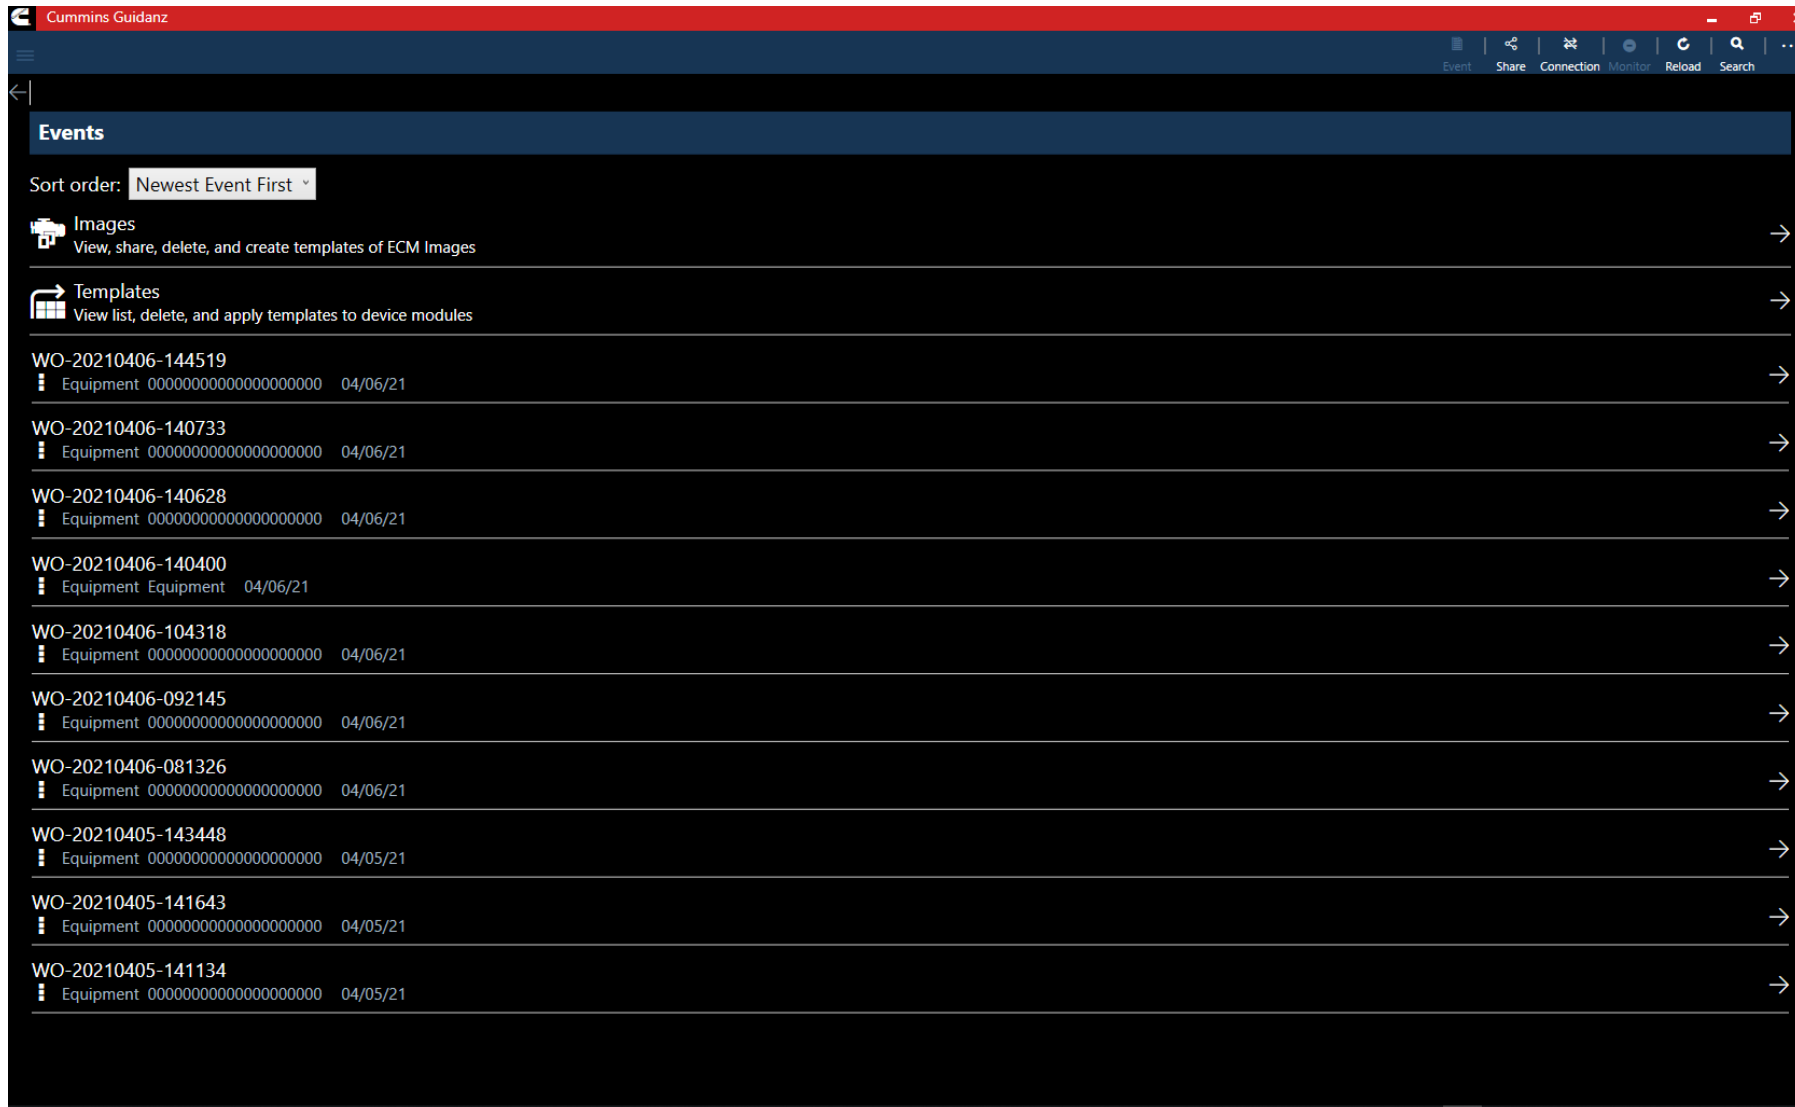 Cummins Guidanz
Event Share Connection Monitor Reload Search
Events
Sort order: Newest Event First
Images
View, share, delete, and create templates of ECM Images
Templates
View list, delete, and apply templates to device modules
WO-20210406-144519
Equipment 00000000000000000000 04/06/21
WO-20210406-140733
Equipment 00000000000000000000 04/06/21
WO-20210406-140628
Equipment 00000000000000000000 04/06/21
WO-20210406-140400
Equipment Equipment 04/06/21
WO-20210406-104318
Equipment 00000000000000000000 04/06/21
WO-20210406-092145
Equipment 00000000000000000000 04/06/21
WO-20210406-081326
Equipment 00000000000000000000 04/06/21
WO-20210405-143448
Equipment 00000000000000000000 04/05/21
WO-20210405-141643
Equipment 00000000000000000000 04/05/21
WO-20210405-141134
Equipment 00000000000000000000 04/05/21